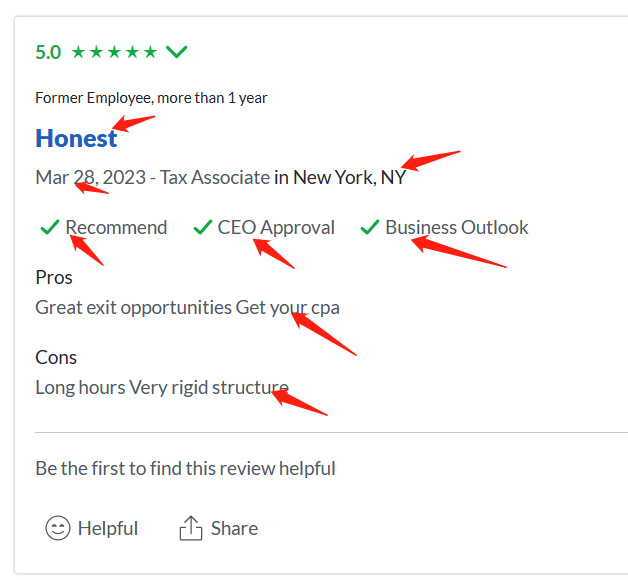 5.0
Former Employee, more than 1 year
Honest
Mar 28, 2023 - Tax Associate in New York, NY
Recommend CEO Approval Business Outlook
Pros
Great exit opportunities Get your cpa
Cons
Long hours Very rigid structure
Be the first to find this review helpful
Helpful Share